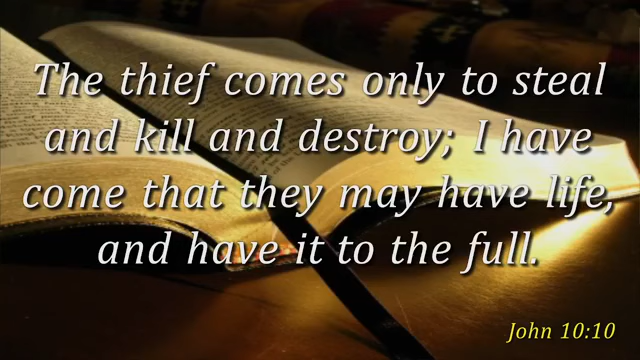 The thief comes only to steal
and kill and destroy; I have
come that they may have life,
and have it to the full.
John 10:10